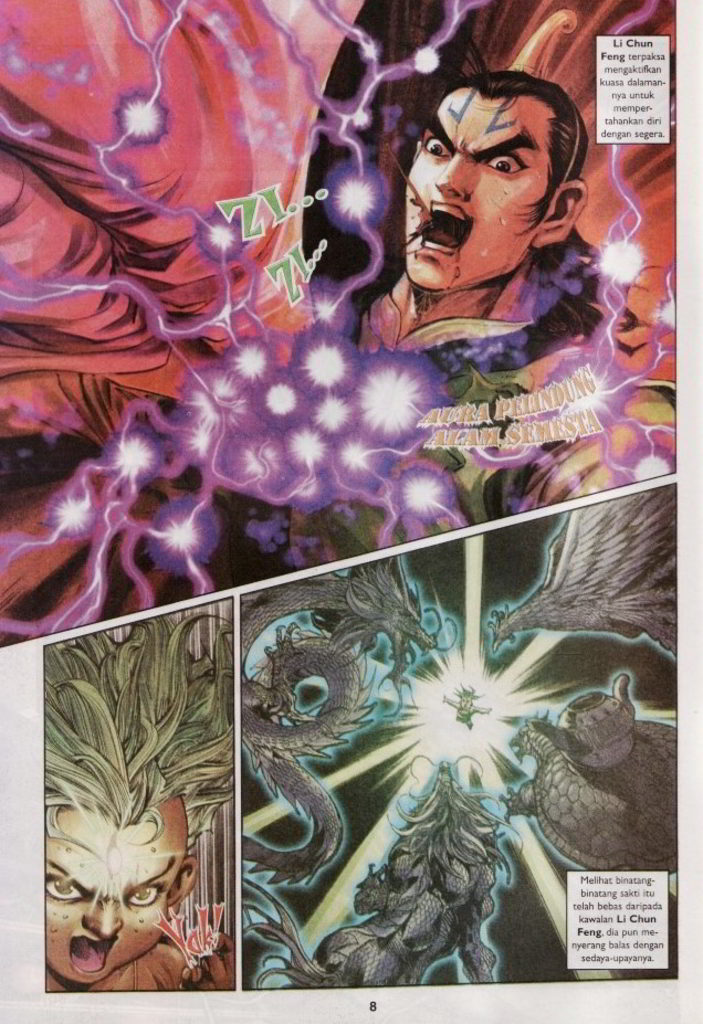 Li Chun
Feng terpaksa
mengaktifkan
kuasa dalaman-
nya untuk
memper-
tahankan diri
dengan segera.
ZI...
ZI...
AURA PELINDUNG
ALAM SEMESTA
Yak!
Melihat binatang-
binatang sakti itu
telah bebas daripada
kawalan Li Chun
Feng, dia pun me-
nyerang balas dengan
sedaya-upayanya.
8